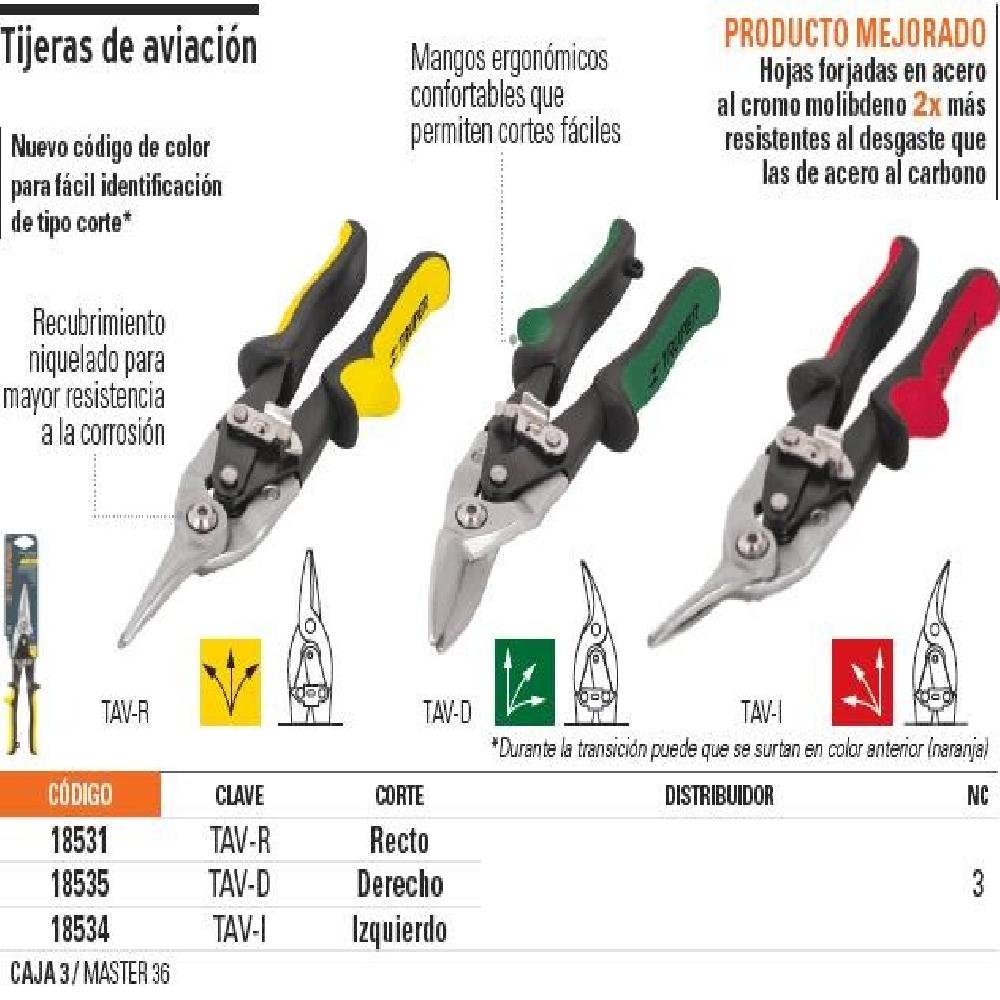 Tijeras de aviación
Nuevo código de color
para fácil identificación
de tipo corte*
Mangos ergonómicos
confortables que
permiten cortes fáciles
PRODUCTO MEJORADO
Hojas forjadas en acero
al cromo molibdeno 2x más
resistentes al desgaste que
las de acero al carbono
Recubrimiento
niquelado para
mayor resistencia
a la corrosión
TRUPER
TRUPER
TAV-R
TAV-D
TAV-I
*Durante la transición puede que se surtan en color anterior (naranja)
CÓDIGO CLAVE CORTE DISTRIBUIDOR NC
18531 TAV-R Recto
18535 TAV-D Derecho 3
18534 TAV-I Izquierdo
CAJA 3 / MASTER 36